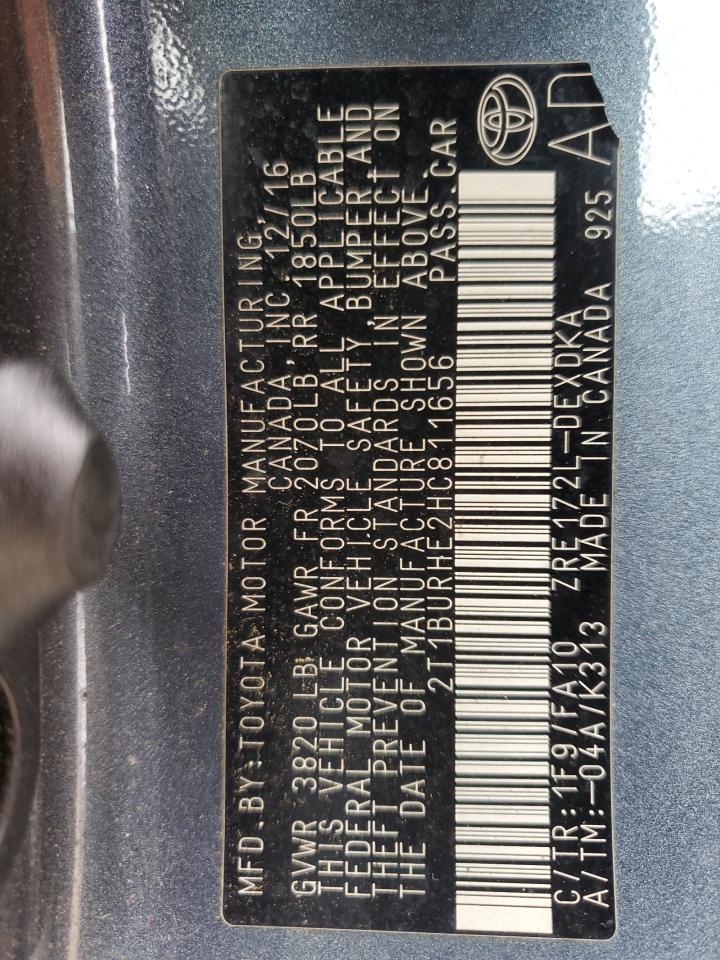 MFD.BY:TOYOTA MOTOR MANUFACTURING,
CANADA, INC. 12/16
GVWR 3820 LB GAWR FR 2070LB RR 1850LB
THIS VEHICLE CONFORMS TO ALL APPLICABLE
FEDERAL MOTOR VEHICLE SAFETY, BUMPER AND
THEFT PREVENTION STANDARDS IN EFFECT ON
THE DATE OF MANUFACTURE SHOWN ABOVE.
2T1BURHE2HC811656 PASS.CAR
C/TR:1F9/FA10 ZRE172L-DEXDKA
A/TM:-04A/K313 MADE IN CANADA 925